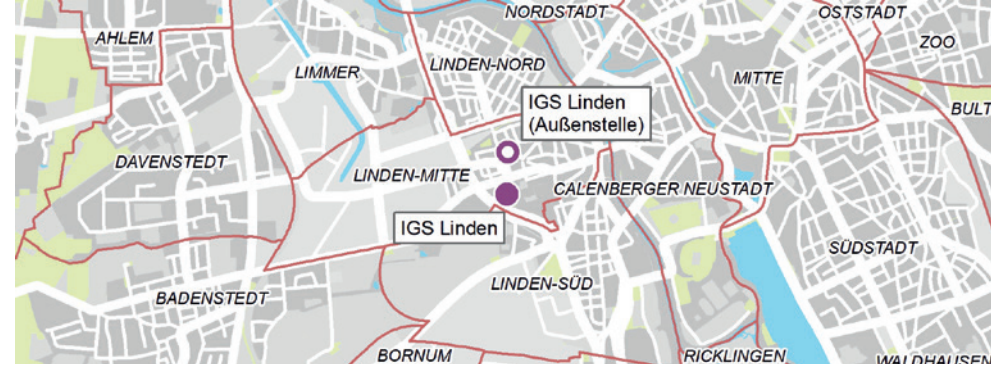 NORDSTADT
OSTSTADT
AHLEM
ZOO
LIMMER
LINDEN-NORD
MITTE
IGS Linden
(Außenstelle)
BULT
DAVENSTEDT
LINDEN-MITTE
CALENBERGER NEUSTADT
IGS Linden
SÜDSTADT
LINDEN-SÜD
BADENSTEDT
BORNUM
RICKLINGEN
WALDHAUSEN